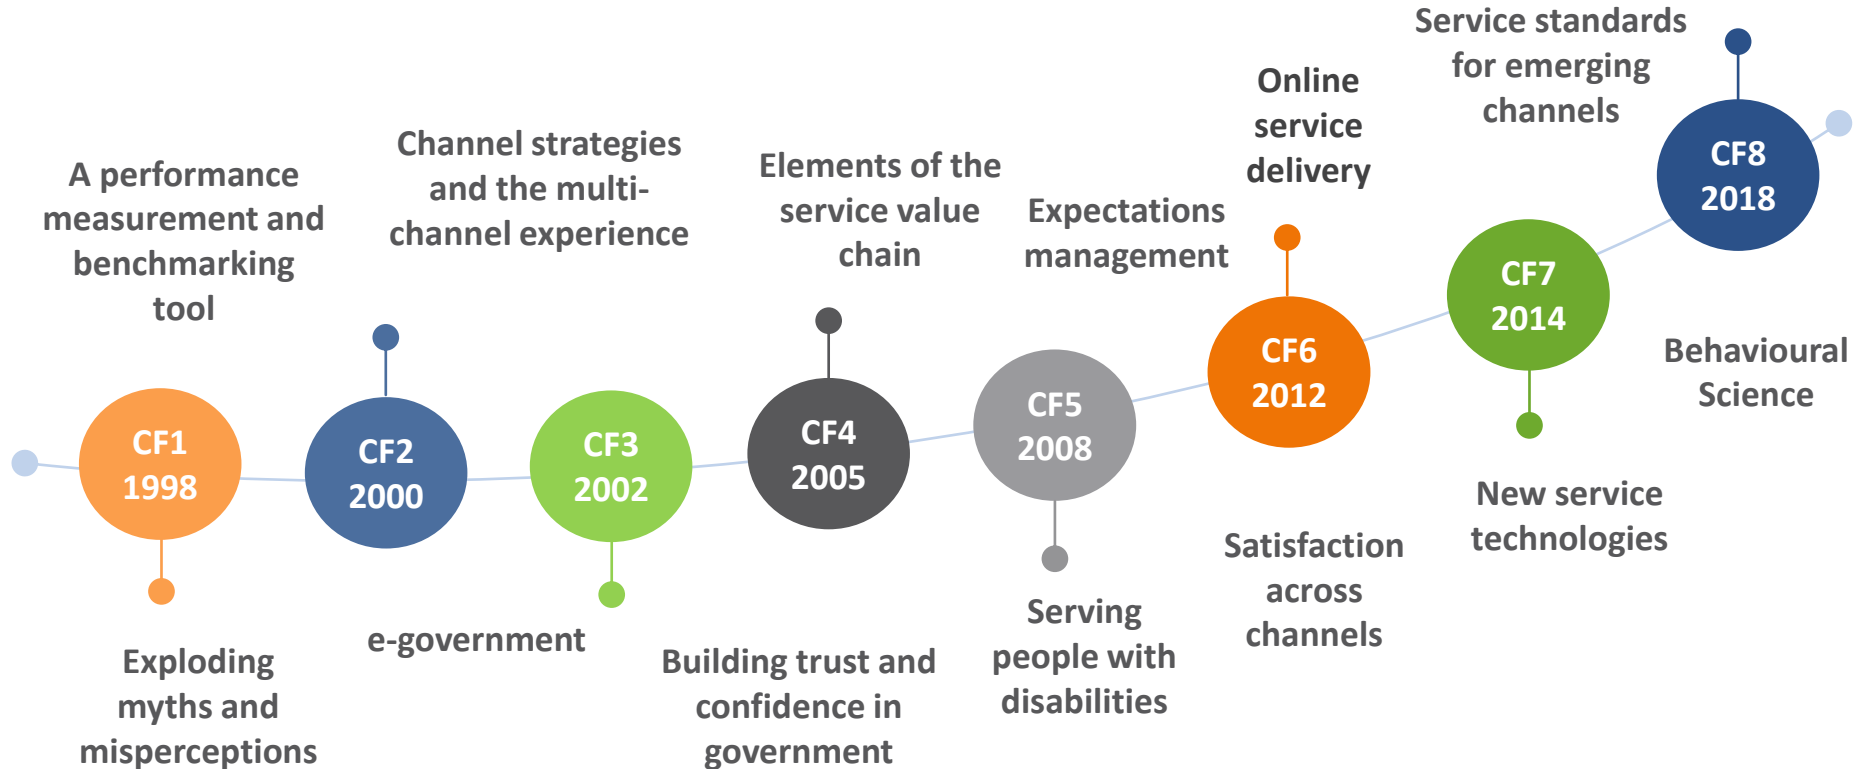 A performance
measurement and
benchmarking
tool
CF1
1998
Exploding
myths and
misperceptions
Channel strategies
and the multi-
channel experience
CF2
2000
e-government
CF3
2002
Elements of the
service value
chain
CF4
2005
Building trust and
confidence in
government
Expectations
management
CF5
2008
Serving
people with
disabilities
Online
service
delivery
CF6
2012
Satisfaction
across
channels
Service standards
for emerging
channels
CF7
2014
New service
technologies
CF8
2018
Behavioural
Science